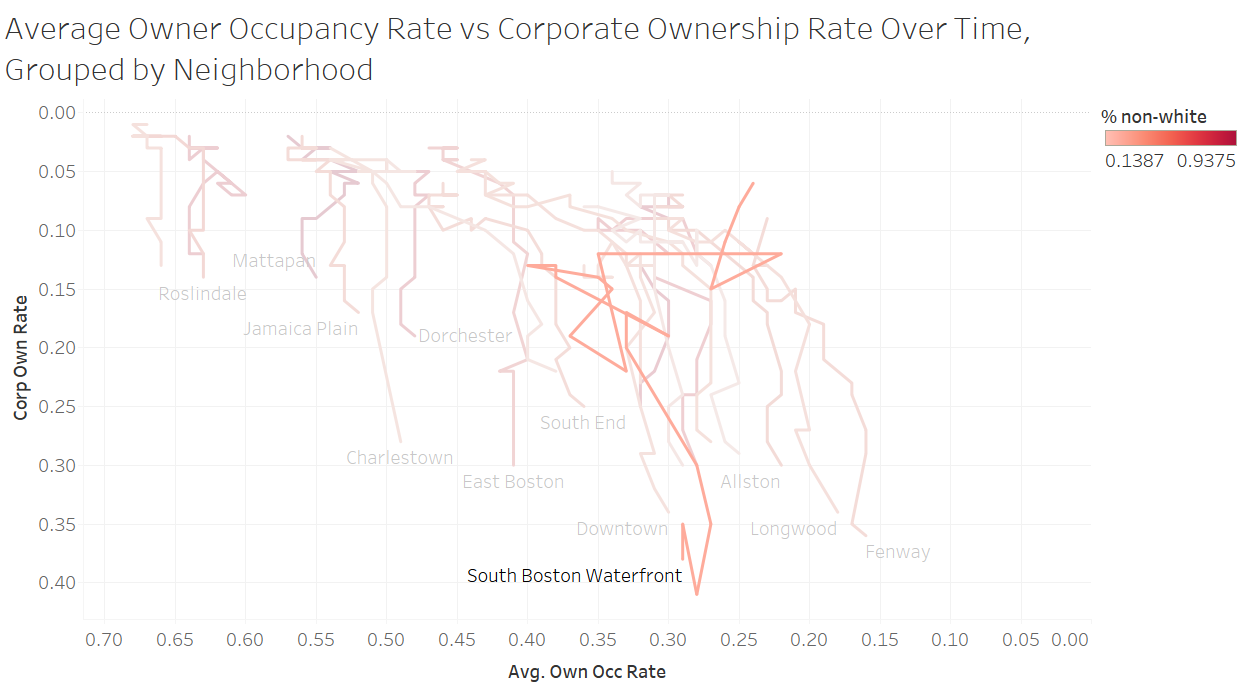 Average Owner Occupancy Rate vs Corporate Ownership Rate Over Time,
Grouped by Neighborhood
% non-white
0.1387 0.9375
Corp Own Rate
0.00
0.05
0.10
0.15
0.20
0.25
0.30
0.35
0.40
Mattapan
Roslindale
Jamaica Plain
Dorchester
South End
Charlestown
East Boston
Allston
Downtown
Longwood
Fenway
South Boston Waterfront
0.70 0.65 0.60 0.55 0.50 0.45 0.40 0.35 0.30 0.25 0.20 0.15 0.10 0.05 0.00
Avg. Own Occ Rate